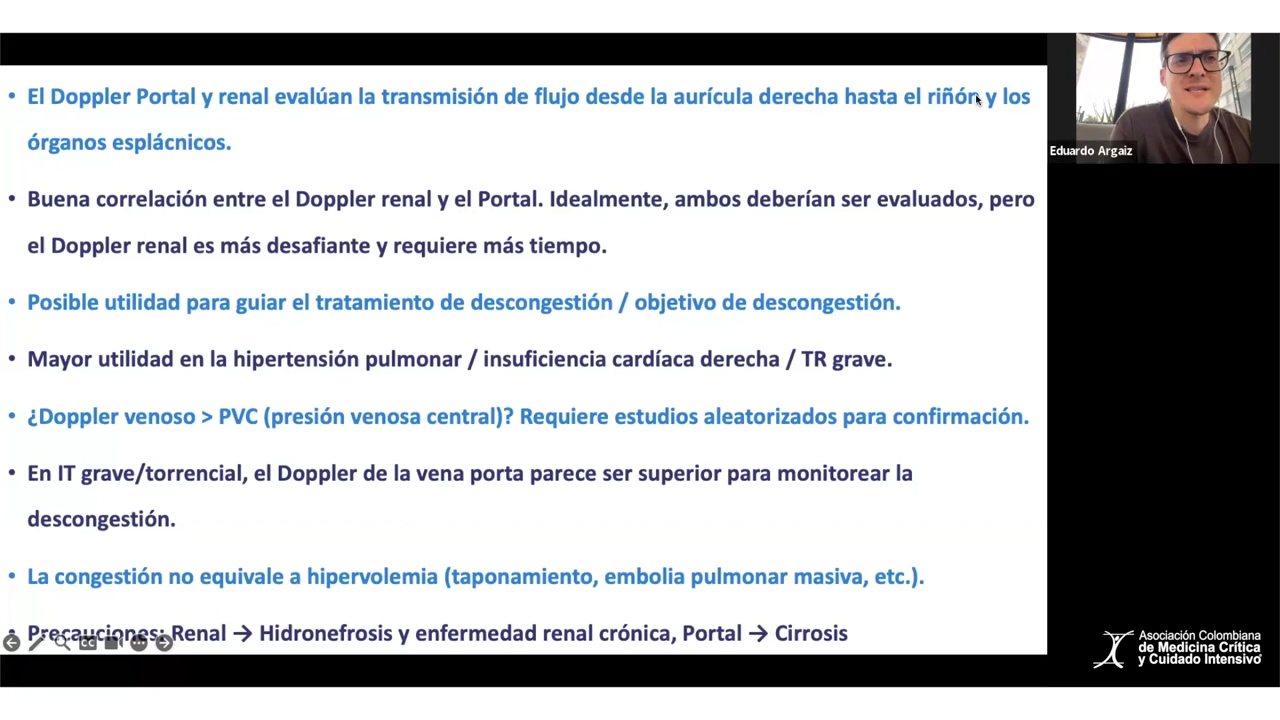 • El Doppler Portal y renal evalúan la transmisión de flujo desde la aurícula derecha hasta el riñón y los
órganos esplácnicos.
• Buena correlación entre el Doppler renal y el Portal. Idealmente, ambos deberían ser evaluados, pero
el Doppler renal es más desafiante y requiere más tiempo.
• Posible utilidad para guiar el tratamiento de descongestión / objetivo de descongestión.
• Mayor utilidad en la hipertensión pulmonar / insuficiencia cardíaca derecha / TR grave.
• ¿Doppler venoso > PVC (presión venosa central)? Requiere estudios aleatorizados para confirmación.
• En IT grave/torrencial, el Doppler de la vena porta parece ser superior para monitorear la
descongestión.
• La congestión no equivale a hipervolemia (taponamiento, embolia pulmonar masiva, etc.).
• Precauciones: Renal → Hidronefrosis y enfermedad renal crónica, Portal → Cirrosis
CC
Eduardo Argaiz
Asociación Colombiana
de Medicina Crítica
y Cuidado Intensivo